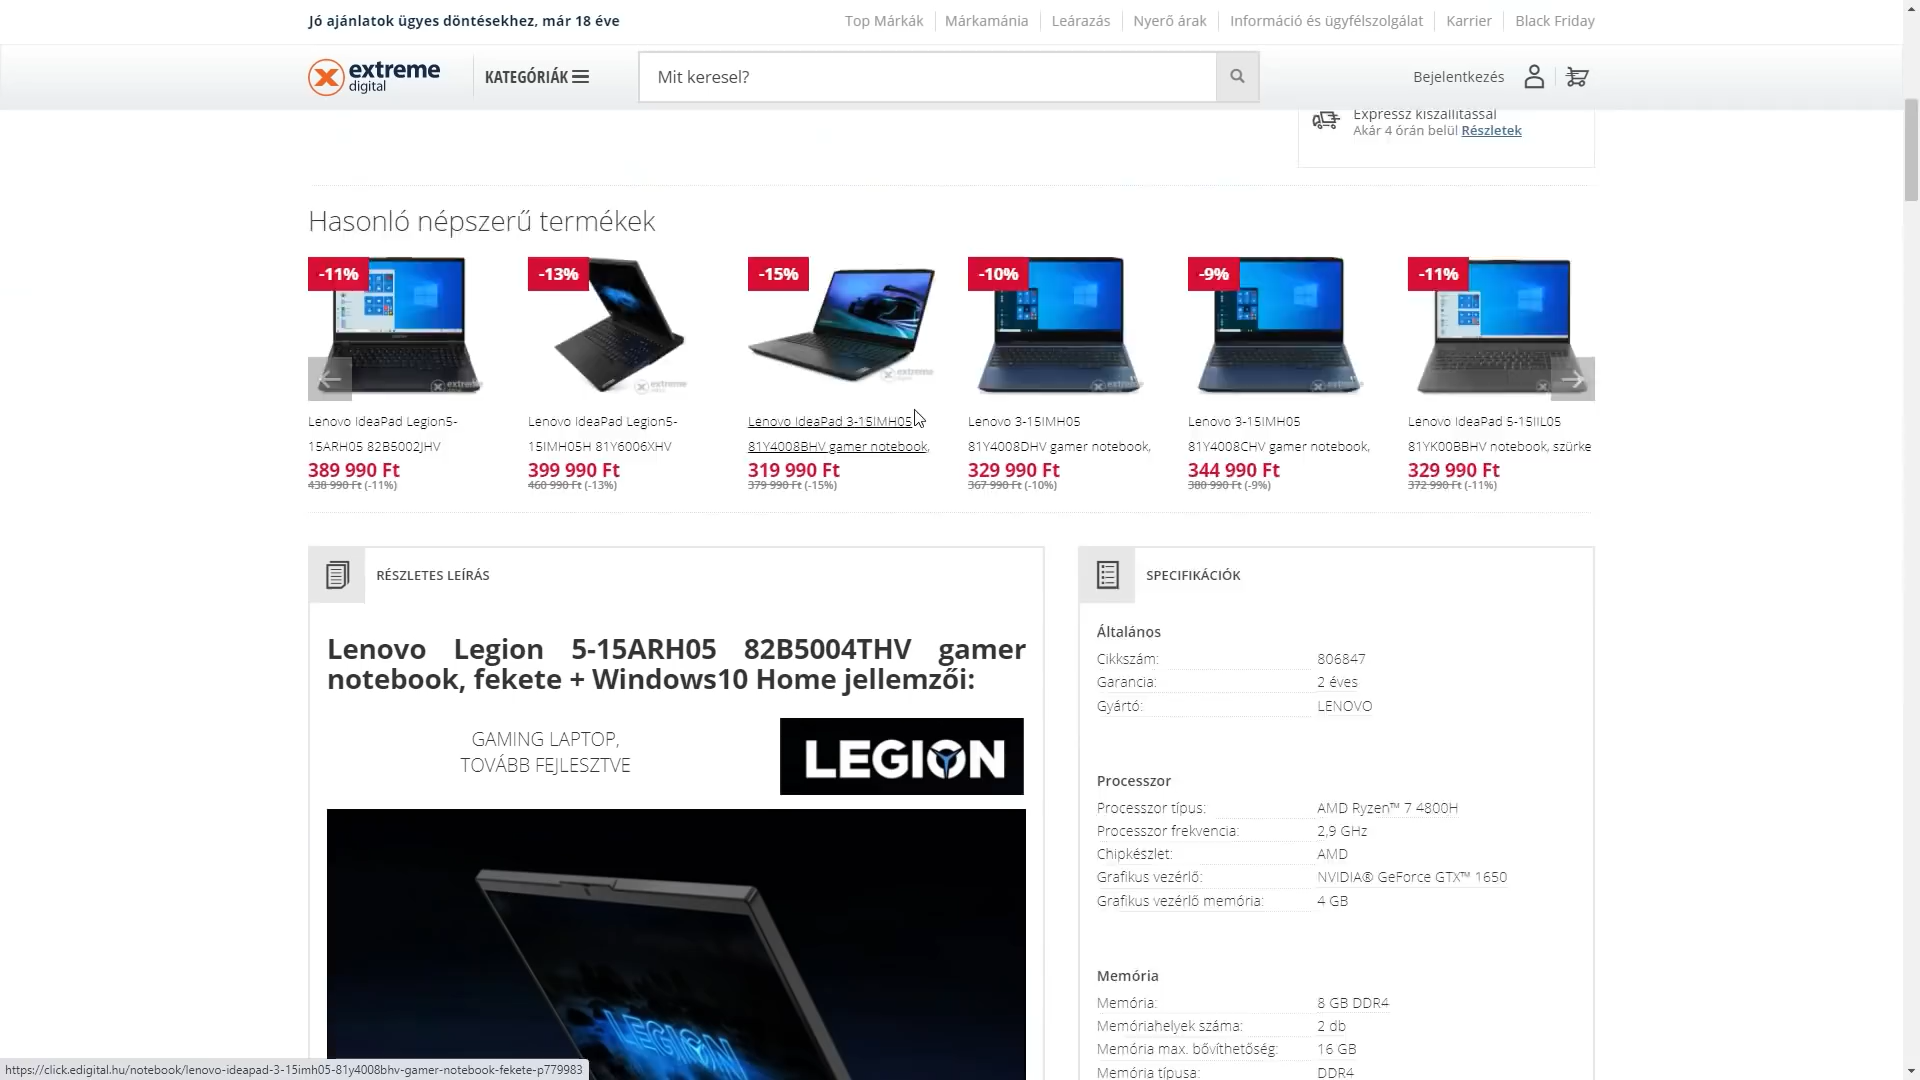 Jó ajánlatok ügyes döntésekhez, már 18 éve
Top Márkák
Márkamánia
Leárazás
Nyerő árak
Információ és ügyfélszolgálat
Karrier
Black Friday
extreme
digital
KATEGÓRIÁK
Mit keresel?
Bejelentkezés
Expressz kiszállítással
Akár 4 órán belül Részletek
Hasonló népszerű termékek
-11%
-13%
-15%
-10%
-9%
-11%
Lenovo IdeaPad Legion5-
15ARH05 82B5002JHV
389 990 Ft
438 990 Ft (-11%)
Lenovo IdeaPad Legion5-
15IMH05H 81Y6006XHV
399 990 Ft
460 990 Ft (-13%)
Lenovo IdeaPad 3-15IMH05
81Y4008BHV gamer notebook,
319 990 Ft
379 990 Ft (-15%)
Lenovo 3-15IMH05
81Y4008DHV gamer notebook,
329 990 Ft
367 990 Ft (-10%)
Lenovo 3-15IMH05
81Y4008CHV gamer notebook,
344 990 Ft
380 990 Ft (-9%)
Lenovo IdeaPad 5-15IIL05
81YK00BBHV notebook, szürke
329 990 Ft
372 990 Ft (-11%)
RÉSZLETES LEÍRÁS
Lenovo Legion 5-15ARH05 82B5004THV gamer
notebook, fekete + Windows10 Home jellemzői:
GAMING LAPTOP,
TOVÁBB FEJLESZTVE
LEGION
LEGION
SPECIFIKÁCIÓK
Általános
Cikkszám: 806847
Garancia: 2 éves
Gyártó: LENOVO
Processzor
Processzor típus: AMD Ryzen™ 7 4800H
Processzor frekvencia: 2,9 GHz
Chipkészlet: AMD
Grafikus vezérlő: NVIDIA® GeForce GTX™ 1650
Grafikus vezérlő memória: 4 GB
Memória
Memória: 8 GB DDR4
Memóriahelyek száma: 2 db
Memória max. bővíthetőség: 16 GB
Memória típusa: DDR4
https://click.edigital.hu/notebook/lenovo-ideapad-3-15imh05-81y4008bhv-gamer-notebook-fekete-p779983